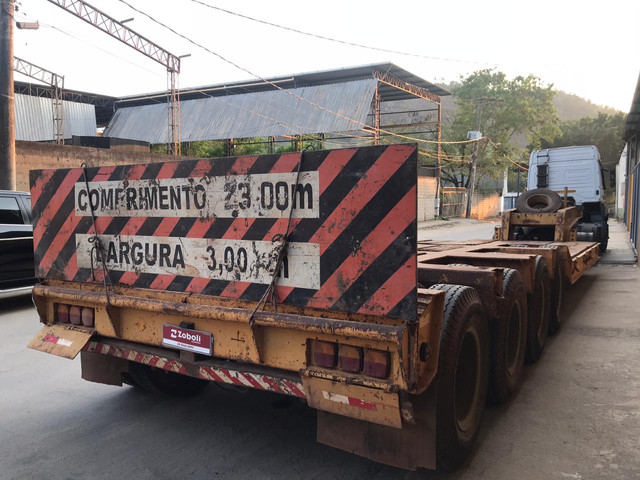 COMPRIMENTO 23.00m
LARGURA 3,00
Zoboli